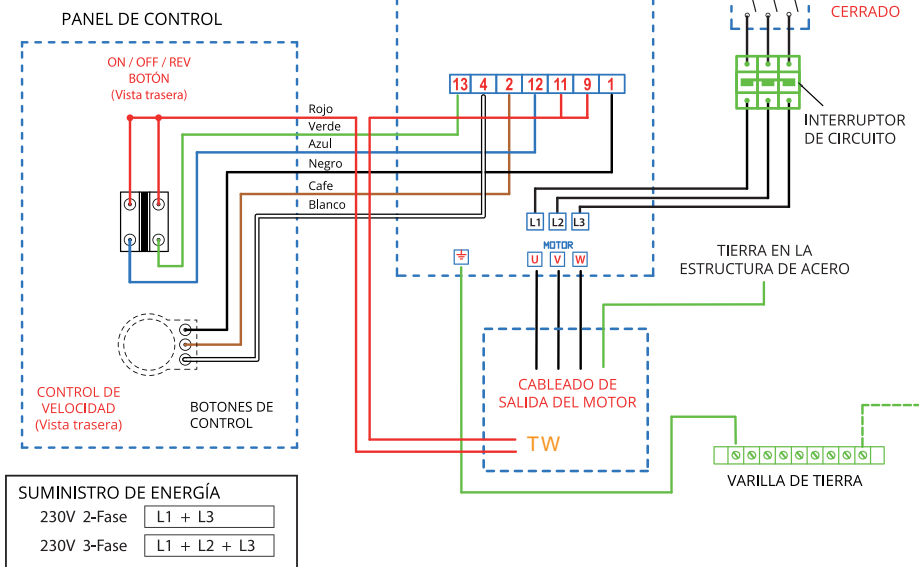 PANEL DE CONTROL
CERRADO
ON / OFF / REV
BOTÓN
(Vista trasera)
13 4 2 12 11 9 1
Rojo
Verde
Azul
Negro
Cafe
Blanco
INTERRUPTOR
DE CIRCUITO
L1 L2 L3
MOTOR
U V W
TIERRA EN LA
ESTRUCTURA DE ACERO
CONTROL DE
VELOCIDAD
(Vista trasera)
BOTONES DE
CONTROL
CABLEADO DE
SALIDA DEL MOTOR
TW
VARILLA DE TIERRA
SUMINISTRO DE ENERGÍA
230V 2-Fase L1 + L3
230V 3-Fase L1 + L2 + L3